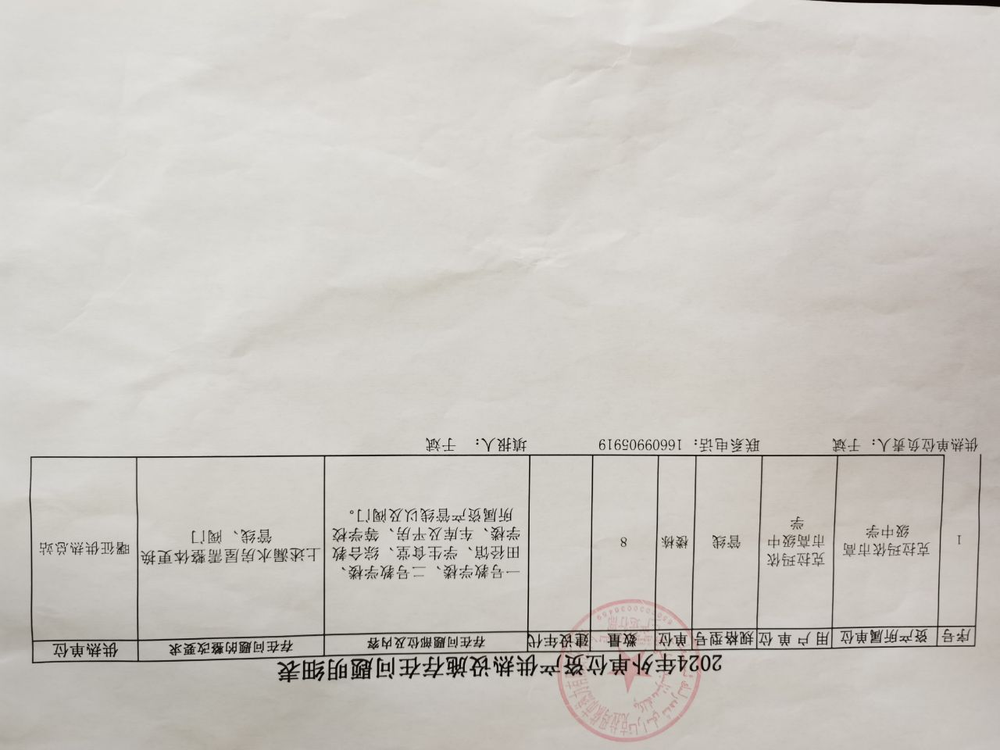 2024年外单位资产供热设施存在问题明细表
序号 资产所属单位 用户单位 规格型号 单位 数量 建设年代 存在问题部位及内容 存在问题的整改要求 供热单位
1
克拉玛依市高
级中学
克拉玛依
市高级中
学
管线
楼栋
8
一号教学楼、二号教学楼、
田径馆、学生食堂、综合教
学楼、车库及平房、等学校
所属资产管线以及阀门。
上述漏水房屋需整体更换
管线、阀门
曙征供热总站
供热单位负责人：于斌 联系电话：16609905919 填报人： 于斌